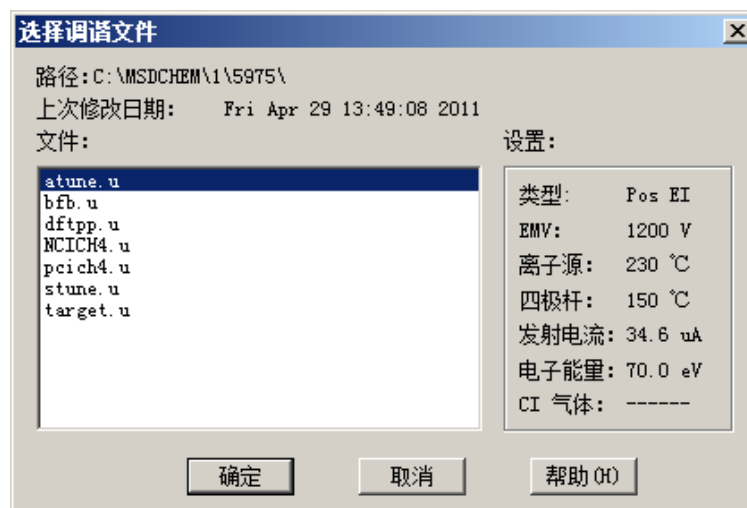 选择调谐文件
路径:C:\MSDCHEM\1\5975\
上次修改日期: Fri Apr 29 13:49:08 2011
文件:
atune.u
bfb.u
dftpp.u
NCICH4.u
pcich4.u
stune.u
target.u
设置:
类型: Pos EI
EMV: 1200 V
离子源: 230 ℃
四极杆: 150 ℃
发射电流: 34.6 uA
电子能量: 70.0 eV
CI 气体: ------
确定
取消
帮助(H)